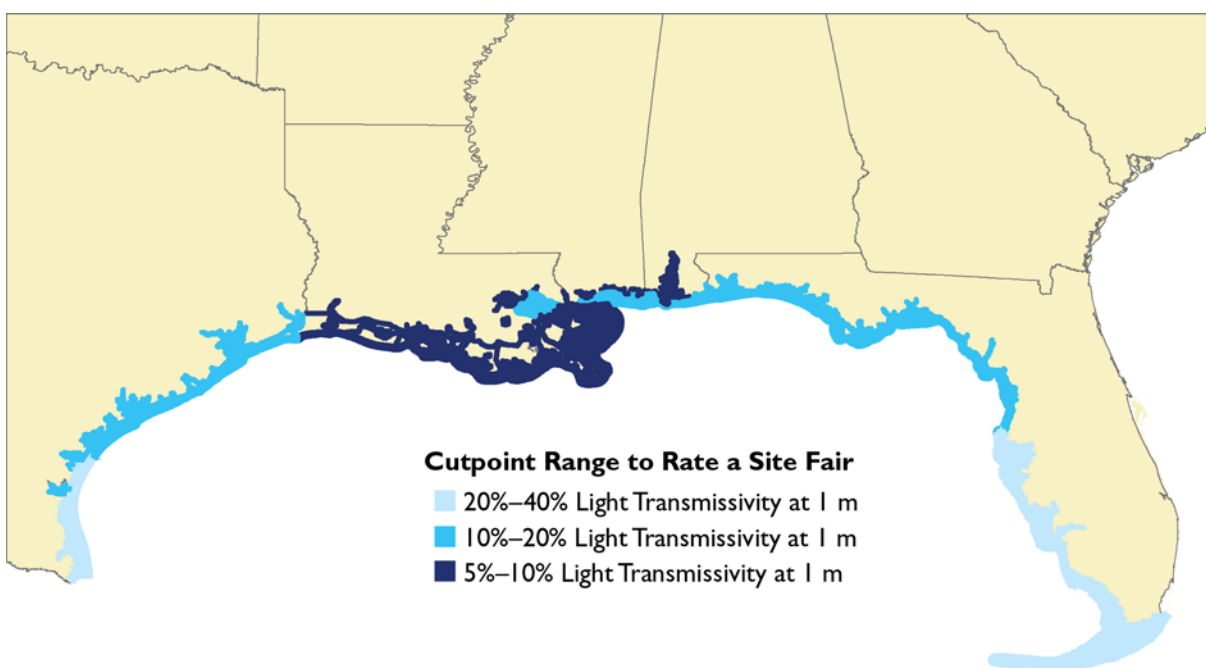 Cutpoint Range to Rate a Site Fair
20%–40% Light Transmissivity at 1 m
10%–20% Light Transmissivity at 1 m
5%–10% Light Transmissivity at 1 m